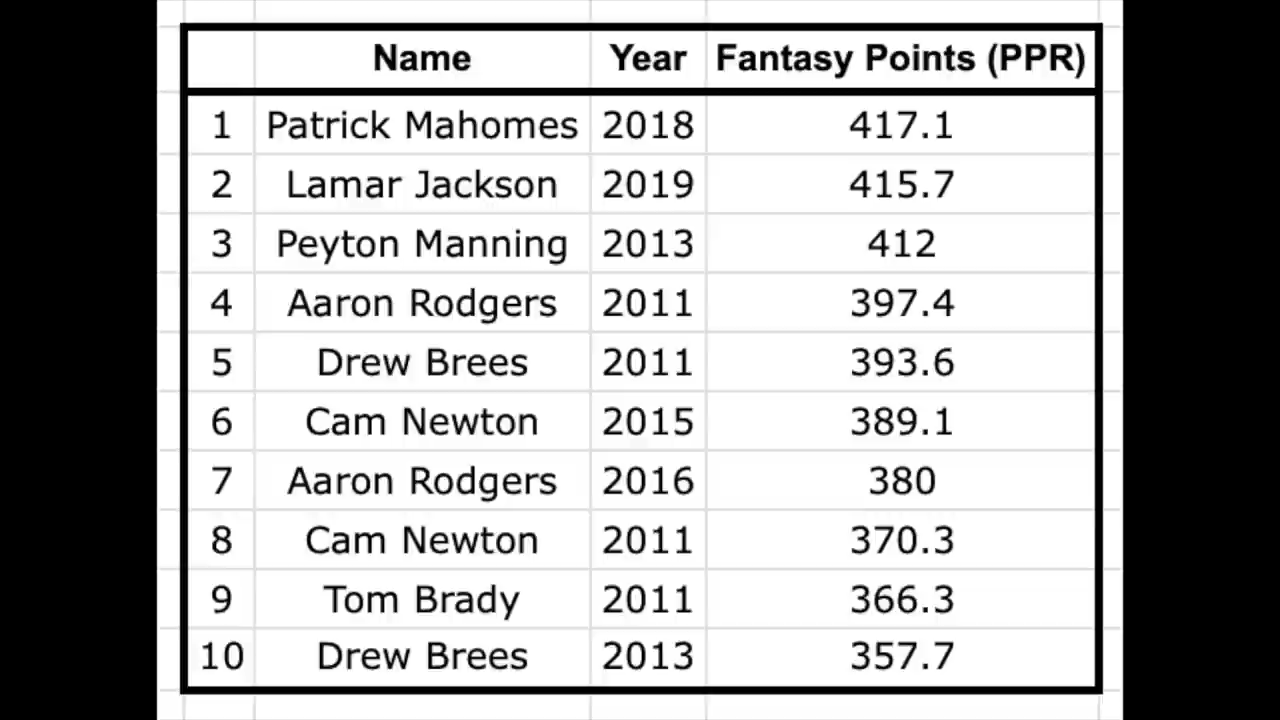 Name Year Fantasy Points (PPR)
1 Patrick Mahomes 2018 417.1
2 Lamar Jackson 2019 415.7
3 Peyton Manning 2013 412
4 Aaron Rodgers 2011 397.4
5 Drew Brees 2011 393.6
6 Cam Newton 2015 389.1
7 Aaron Rodgers 2016 380
8 Cam Newton 2011 370.3
9 Tom Brady 2011 366.3
10 Drew Brees 2013 357.7